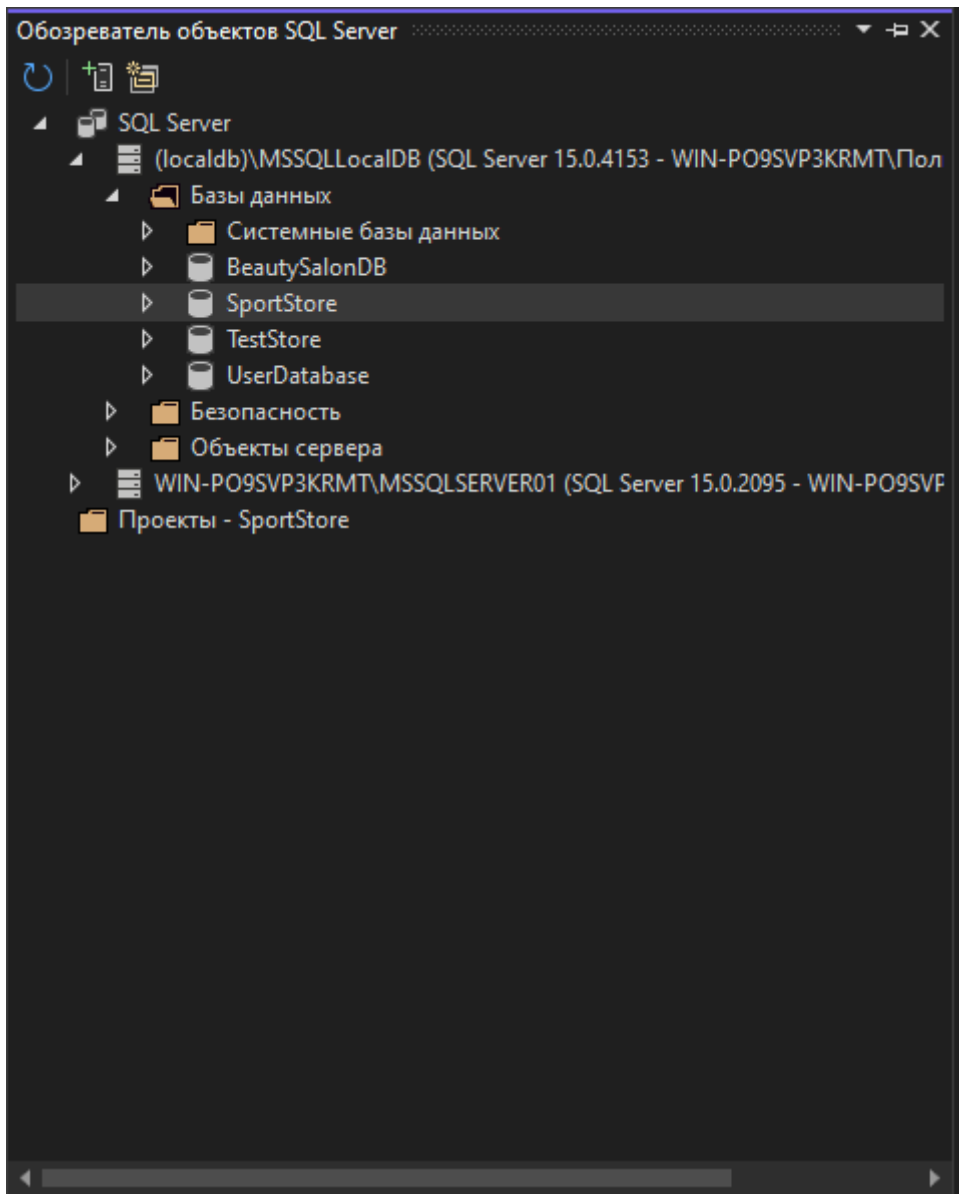 Обозреватель объектов SQL Server
SQL Server
(localdb)\MSSQLLocalDB (SQL Server 15.0.4153 - WIN-PO9SVP3KRMT\Пол
Базы данных
Системные базы данных
BeautySalonDB
SportStore
TestStore
UserDatabase
Безопасность
Объекты сервера
WIN-PO9SVP3KRMT\MSSQLSERVER01 (SQL Server 15.0.2095 - WIN-PO9SVP
Проекты - SportStore